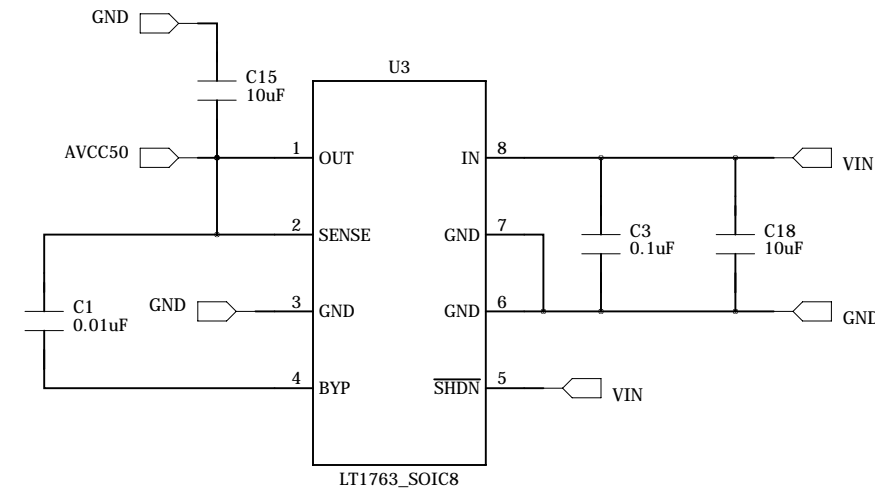 GND
U3
C15
10uF
AVCC50
1
OUT
IN
8
VIN
2
SENSE
GND
7
C3
0.1uF
C18
10uF
C1
0.01uF
GND
3
GND
GND
6
GND
4
BYP
SHDN
5
VIN
LT1763_SOIC8